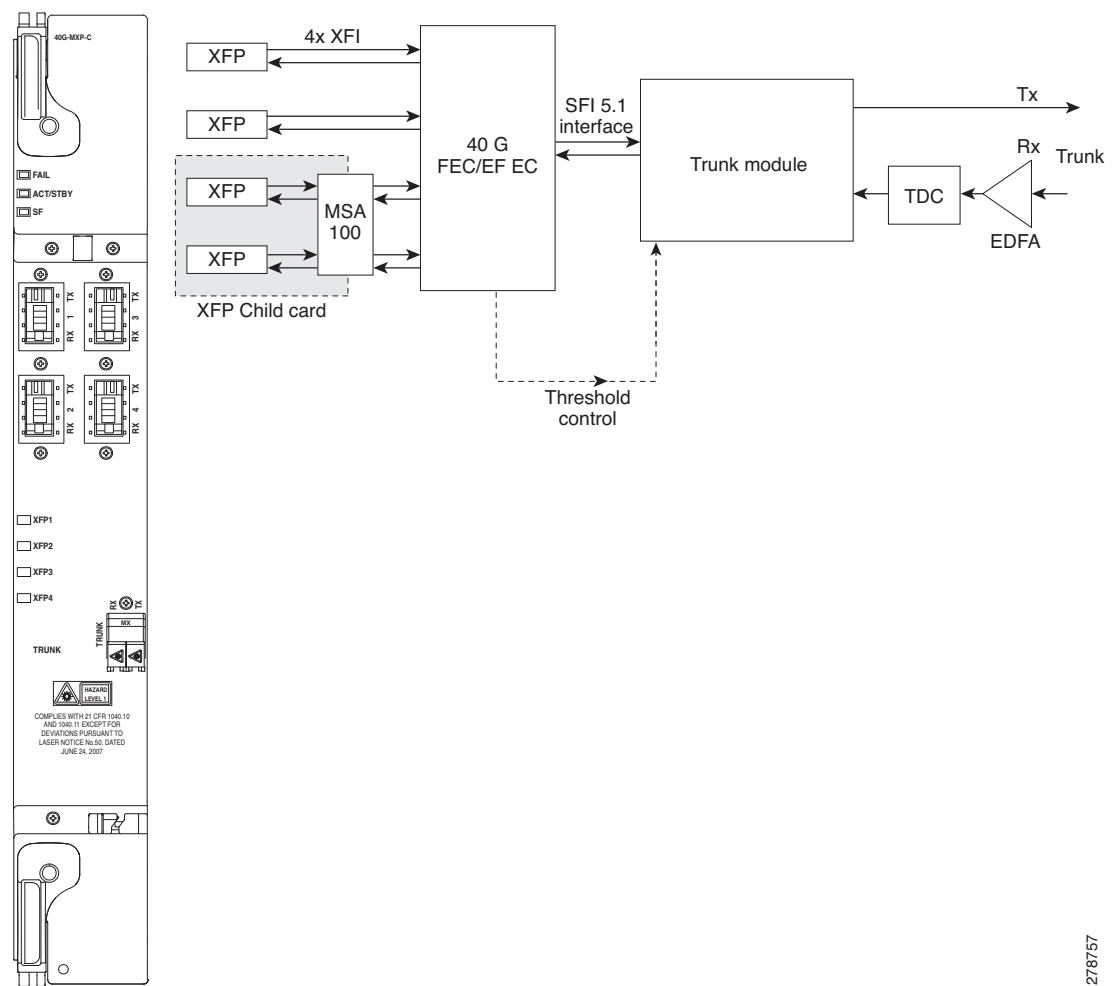 40G-MXP-C
FAIL
ACT/STBY
SF
RX 1 TX
RX 3 TX
RX 2 TX
RX 4 TX
XFP1
XFP2
XFP3
XFP4
RX TX
MX
TRUNK
TRUNK
HAZARD
LEVEL 1
COMPLIES WITH 21 CFR 1040.10
AND 1040.11 EXCEPT FOR
DEVIATIONS PURSUANT TO
LASER NOTICE No.50, DATED
JUNE 24, 2007
4x XFI
XFP
XFP
XFP
XFP
MSA
100
XFP Child card
40 G
FEC/EF EC
SFI 5.1
interface
Trunk module
Threshold
control
Tx
Rx
Trunk
TDC
EDFA
278757